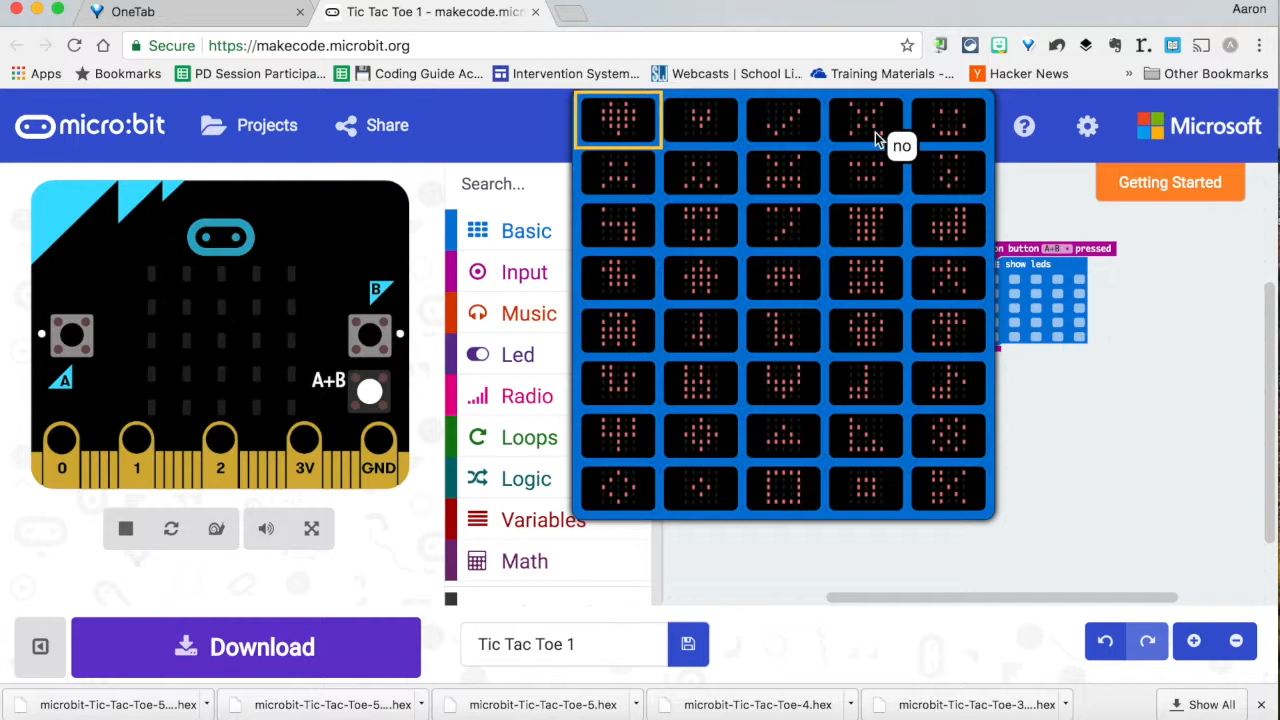 OneTab
Tic Tac Toe 1 - makecode.micr
Aaron
Secure
https://makecode.microbit.org
r.
Apps
Bookmarks
PD Session Participa...
Coding Guide Ac...
Intervention System...
Webcasts | School Li...
Training Materials -...
Hacker News
»
Other Bookmarks
micro:bit
Projects
Share
?
Microsoft
no
Getting Started
Search...
Basic
Input
Music
Led
Radio
Loops
Logic
Variables
Math
on button A+B pressed
show leds
B
A
A+B
0 1 2 3V GND
Download
Tic Tac Toe 1
microbit-Tic-Tac-Toe-5....hex
microbit-Tic-Tac-Toe-5....hex
microbit-Tic-Tac-Toe-5.hex
microbit-Tic-Tac-Toe-4.hex
microbit-Tic-Tac-Toe-3....hex
Show All